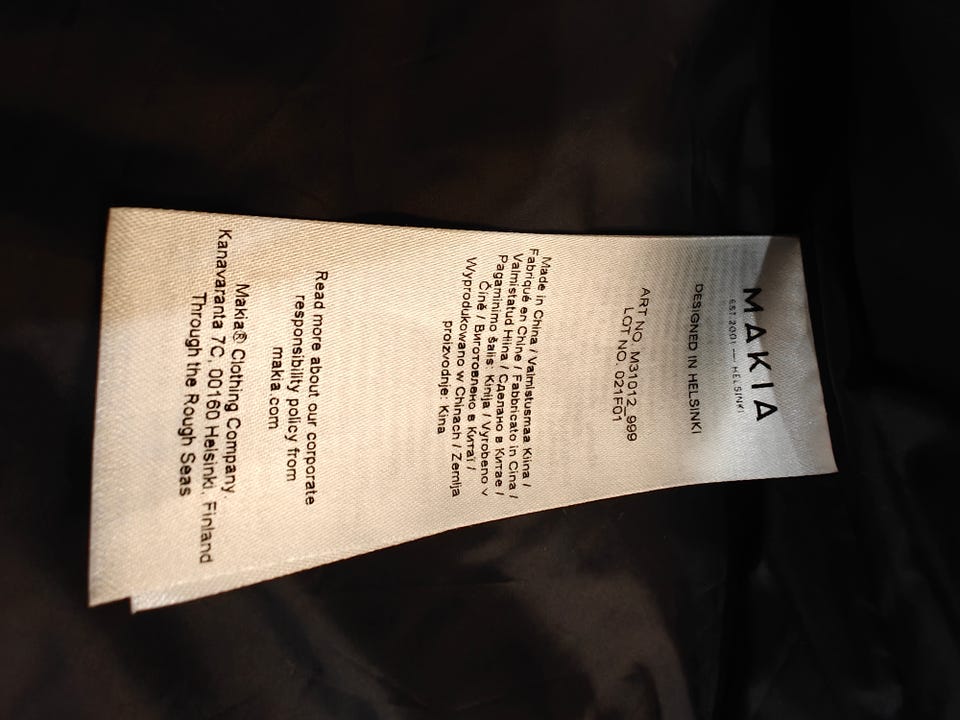 MAKIA
EST. 2001 — HELSINKI
DESIGNED IN HELSINKI
ART NO. M31012_999
LOT NO. 021F01
Made in China / Valmistusmaa Kiina /
Fabriqué en Chine / Fabbricato in Cina /
Valmistatud Hiina / Сделано в Китае /
Pagaminimo šalis: Kinija / Vyrobeno v
Číně / Виготовлено в Китаї /
Wyprodukowano w Chinach / Zemlja
proizvodnje: Kina
Read more about our corporate
responsibility policy from
makia.com
Makia® Clothing Company.
Kanavaranta 7C, 00160 Helsinki, Finland
Through the Rough Seas